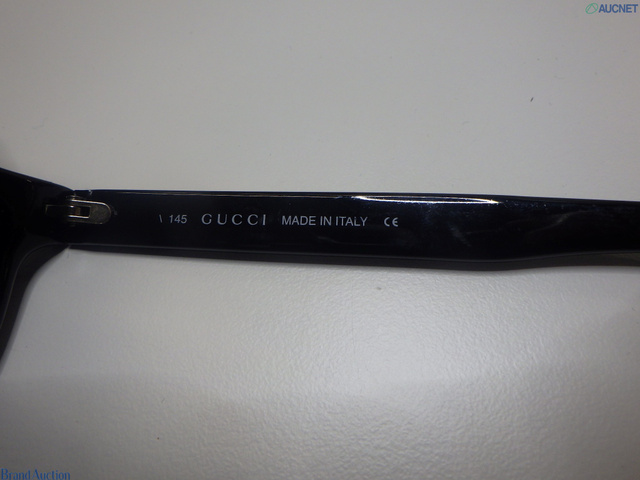 AUCNET
\ 145 GUCCI MADE IN ITALY CE
Brand Auction